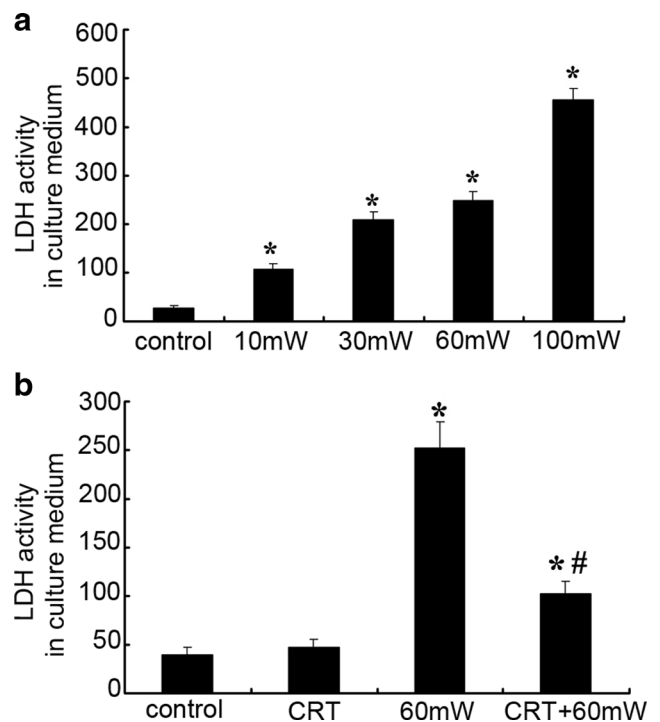 a
LDH activity
in culture medium
600
500
400
300
200
100
0
*
*
*
*
control 10mW 30mW 60mW 100mW
b
LDH activity
in culture medium
300
250
200
150
100
50
0
*
* #
control CRT 60mW CRT+60mW